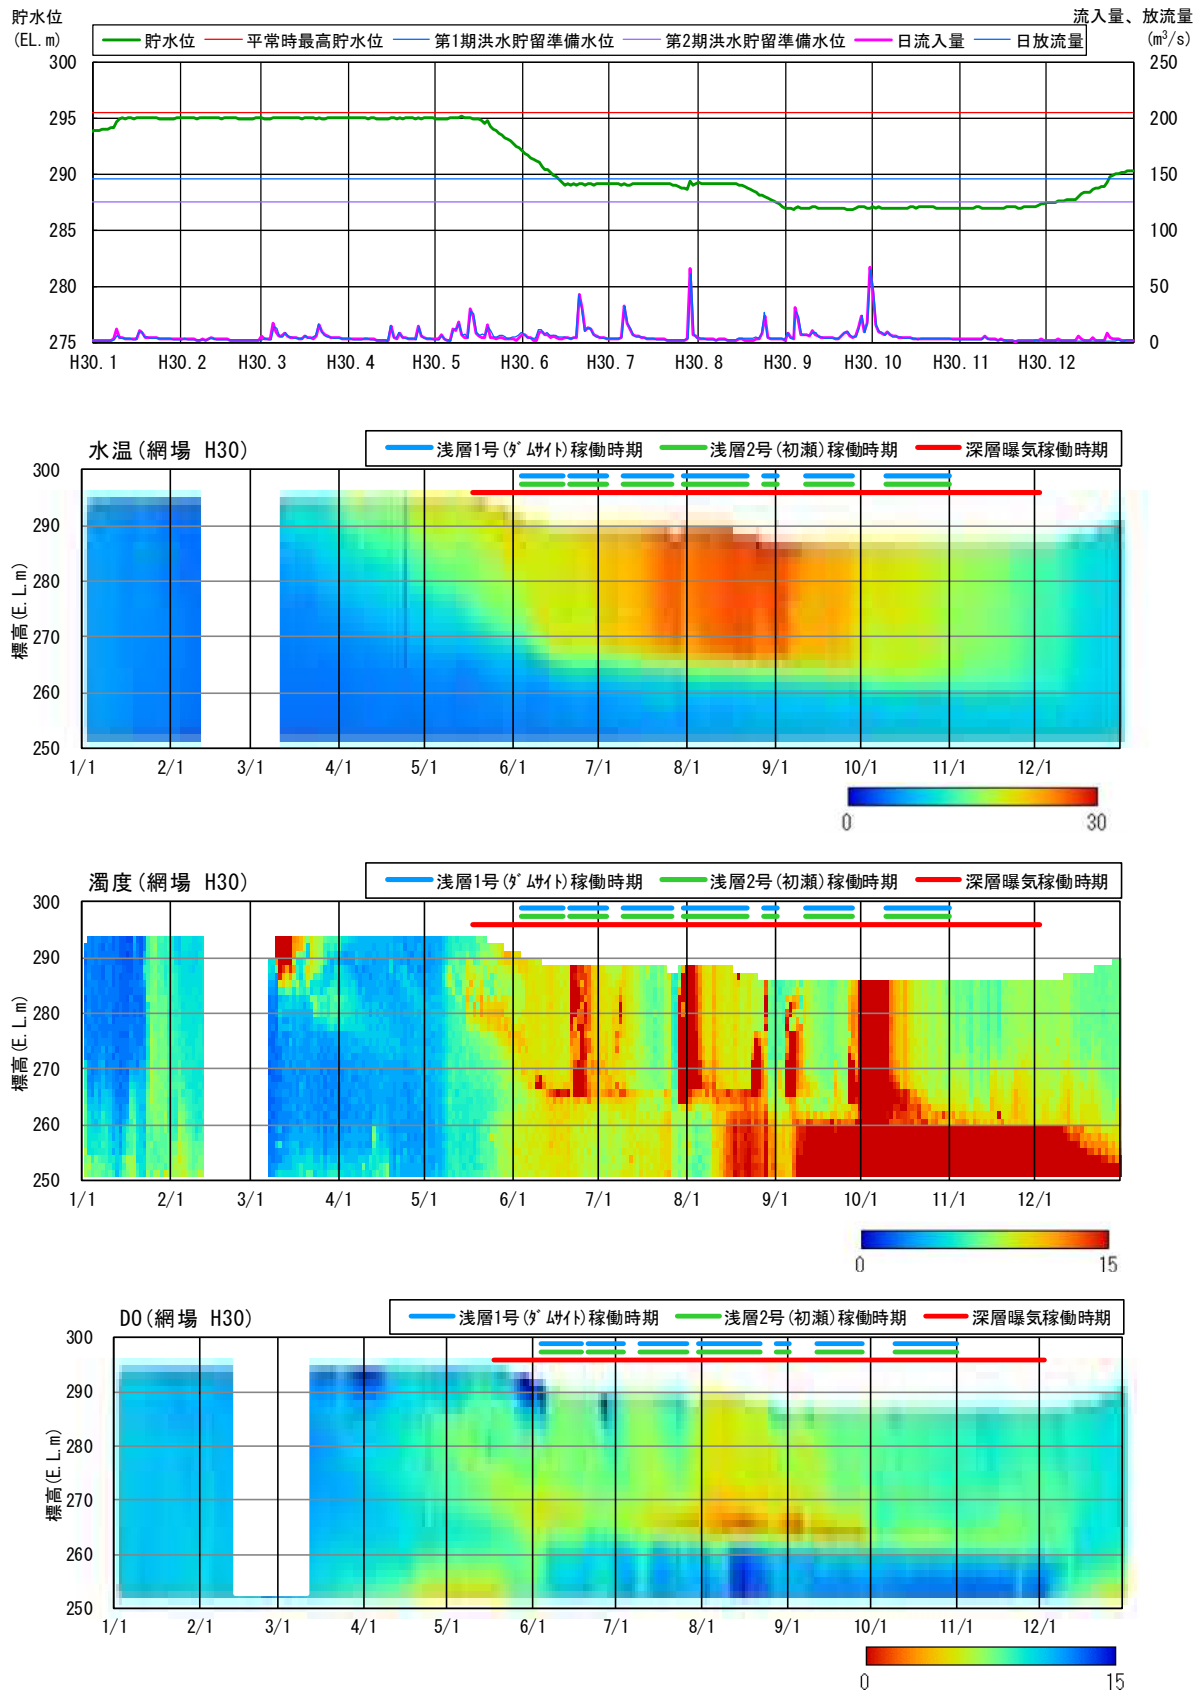 貯水位 流入量、放流量
(EL.m) (m³/s)
貯水位 平常時最高貯水位 第1期洪水貯留準備水位 第2期洪水貯留準備水位 日流入量 日放流量
300 250
295 200
290 150
285 100
280 50
275 0
H30.1 H30.2 H30.3 H30.4 H30.5 H30.6 H30.7 H30.8 H30.9 H30.10 H30.11 H30.12
水温(網場 H30)
浅層1号(ﾀﾞﾑｻｲﾄ)稼働時期 浅層2号(初瀬)稼働時期 深層曝気稼働時期
標高(E.L.m)
300
290
280
270
260
250
1/1 2/1 3/1 4/1 5/1 6/1 7/1 8/1 9/1 10/1 11/1 12/1
0 30
濁度(網場 H30)
浅層1号(ﾀﾞﾑｻｲﾄ)稼働時期 浅層2号(初瀬)稼働時期 深層曝気稼働時期
標高(E.L.m)
300
290
280
270
260
250
1/1 2/1 3/1 4/1 5/1 6/1 7/1 8/1 9/1 10/1 11/1 12/1
0 15
DO(網場 H30)
浅層1号(ﾀﾞﾑｻｲﾄ)稼働時期 浅層2号(初瀬)稼働時期 深層曝気稼働時期
標高(E.L.m)
300
290
280
270
260
250
1/1 2/1 3/1 4/1 5/1 6/1 7/1 8/1 9/1 10/1 11/1 12/1
0 15